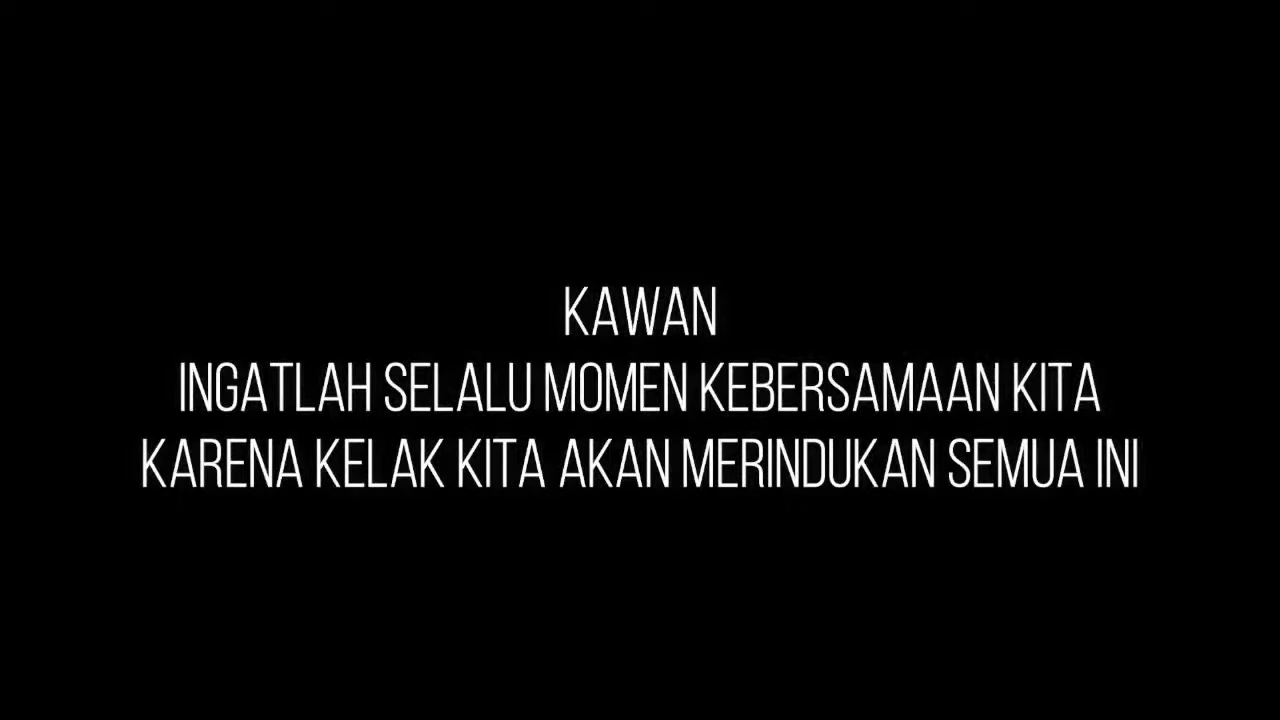 KAWAN
INGATLAH SELALU MOMEN KEBERSAMAAN KITA
KARENA KELAK KITA AKAN MERINDUKAN SEMUA INI